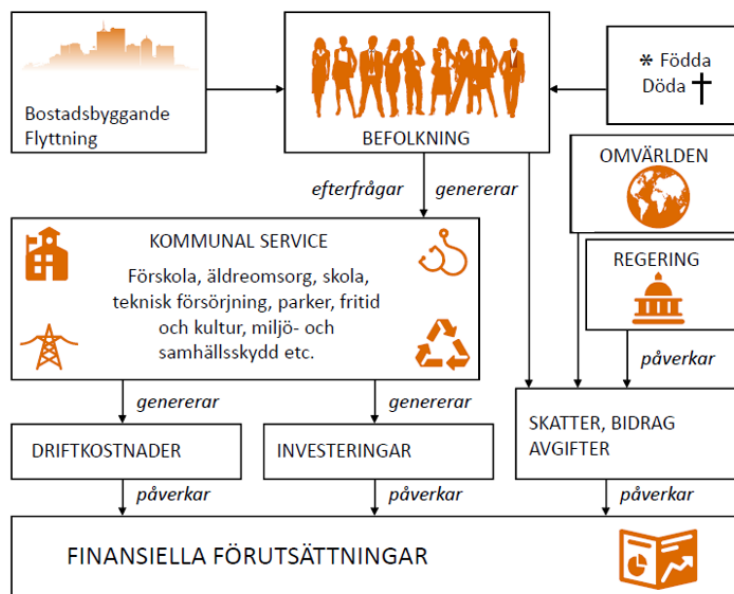 Bostadsbyggande
Flyttning
BEFOLKNING
* Födda
Döda
OMVÄRLDEN
efterfrågar
genererar
KOMMUNAL SERVICE
Förskola, äldreomsorg, skola,
teknisk försörjning, parker, fritid
och kultur, miljö- och
samhällsskydd etc.
REGERING
påverkar
genererar
genererar
DRIFTKOSTNADER
INVESTERINGAR
SKATTER, BIDRAG
AVGIFTER
påverkar
påverkar
påverkar
FINANSIELLA FÖRUTSÄTTNINGAR